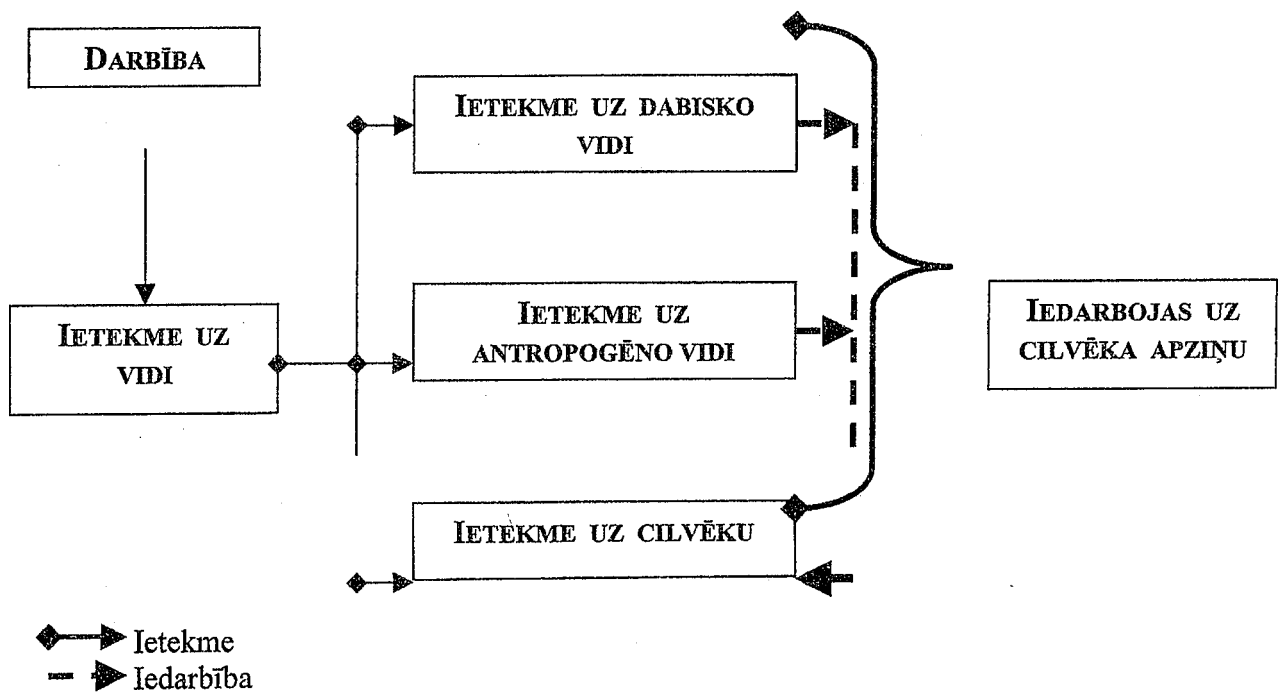 DARBĪBA
IETEKME UZ DABISKO
VIDI
IETEKME UZ
VIDI
IETEKME UZ
ANTROPOGĒNO VIDI
IEDARBOJAS UZ
CILVĒKA APZIŅU
IETEKME UZ CILVĒKU
Ietekme
Iedarbība